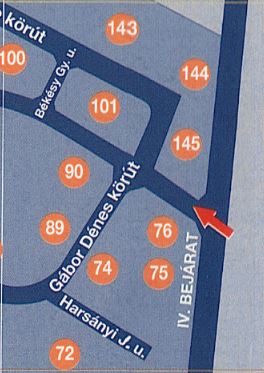 körút
143
100
Békésy Gy. u.
144
101
145
90
Gábor Dénes körút
89
76
IV. BEJÁRAT
74
75
Harsányi J. u.
72